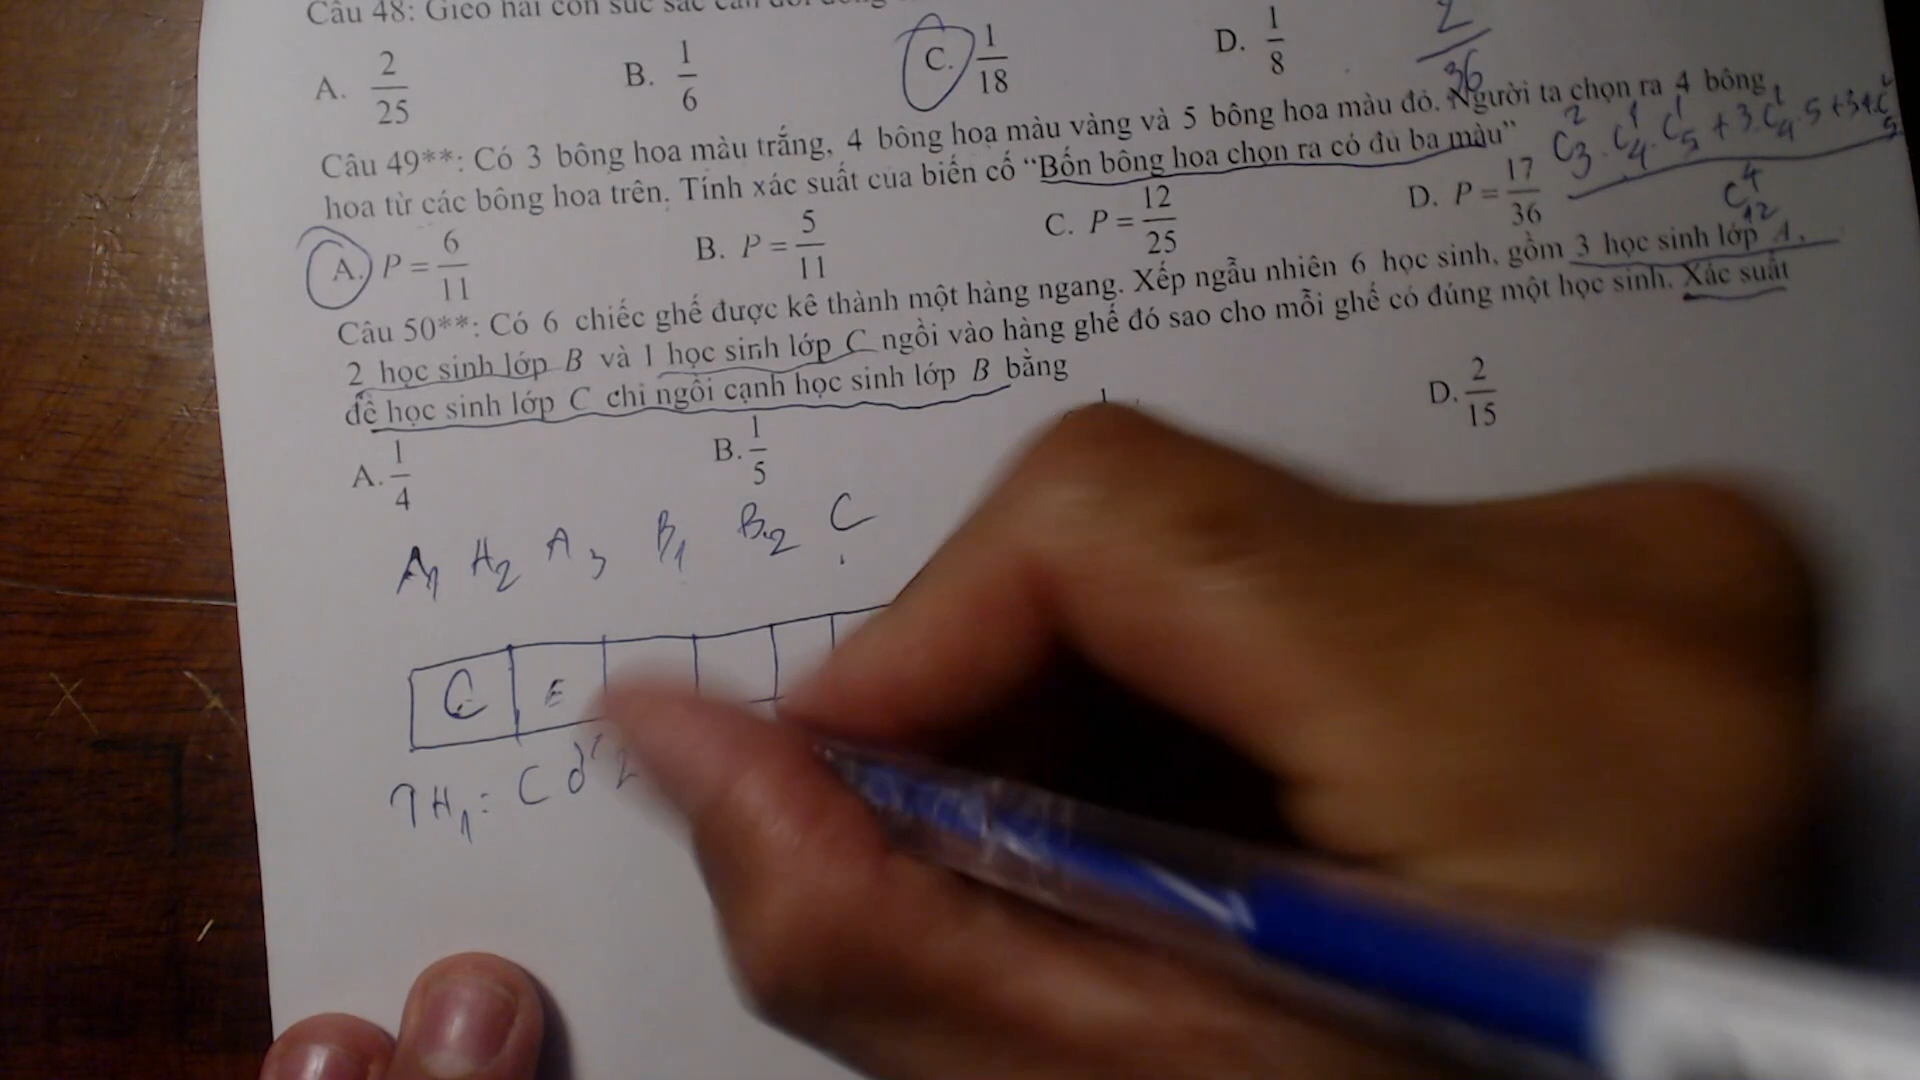 Câu 48: Gieo hai con súc sắc cân đối đồng
A. 2/25 B. 1/6 C. 1/18 D. 1/8
2/36
Câu 49**: Có 3 bông hoa màu trắng, 4 bông hoa màu vàng và 5 bông hoa màu đỏ. Người ta chọn ra 4 bông
hoa từ các bông hoa trên. Tính xác suất của biến cố “Bốn bông hoa chọn ra có đủ ba màu”
A. P = 6/11 B. P = 5/11 C. P = 12/25 D. P = 17/36
Câu 50**: Có 6 chiếc ghế được kê thành một hàng ngang. Xếp ngẫu nhiên 6 học sinh, gồm 3 học sinh lớp A,
2 học sinh lớp B và 1 học sinh lớp C ngồi vào hàng ghế đó sao cho mỗi ghế có đúng một học sinh. Xác suất
để học sinh lớp C chỉ ngồi cạnh học sinh lớp B bằng
A. 1/4 B. 1/5 D. 2/15
A1 A2 A3 B1 B2 C
C
TH1: C ở